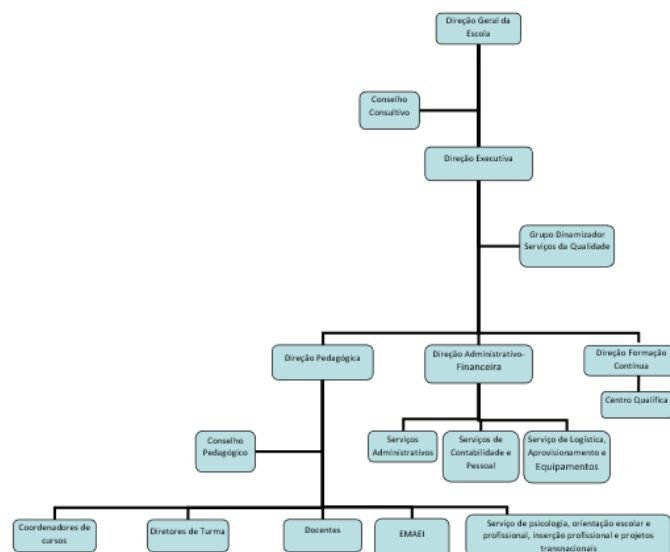 Direção Geral da
Escola
Conselho
Consultivo
Direção Executiva
Grupo Dinamizador
Serviços da Qualidade
Direção Pedagógica
Direção Administrativo-
Financeira
Direção Formação
Contínua
Centro Qualifica
Conselho
Pedagógico
Serviços
Administrativos
Serviços de
Contabilidade e
Pessoal
Serviço de Logística,
Aprovisionamento e
Equipamentos
Coordenadores de
cursos
Diretores de Turma
Docentes
EMAEI
Serviço de psicologia, orientação escolar e
profissional, inserção profissional e projetos
transnacionais